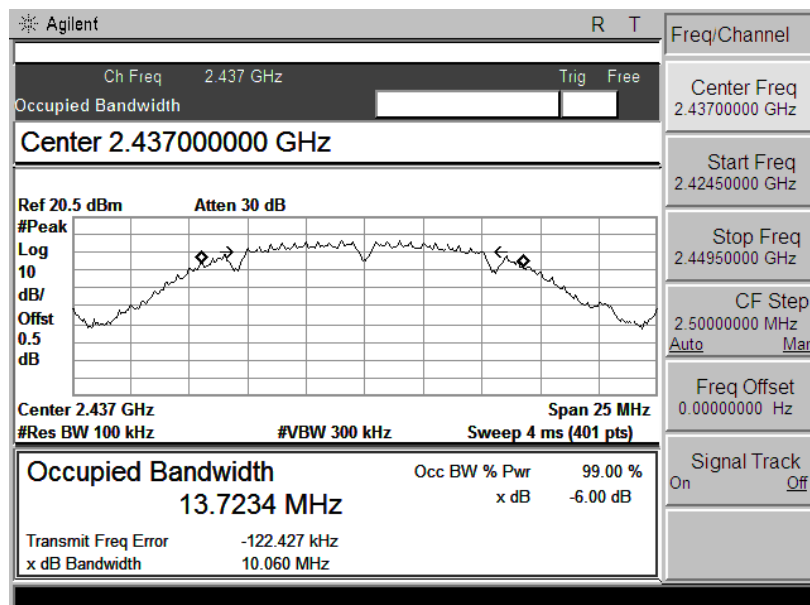 Agilent R T
Freq/Channel
Ch Freq 2.437 GHz Trig Free
Occupied Bandwidth
Center 2.437000000 GHz
Ref 20.5 dBm Atten 30 dB
#Peak
Log
10
dB/
Offst
0.5
dB
Center 2.437 GHz Span 25 MHz
#Res BW 100 kHz #VBW 300 kHz Sweep 4 ms (401 pts)
Occupied Bandwidth Occ BW % Pwr 99.00 %
13.7234 MHz x dB -6.00 dB
Transmit Freq Error -122.427 kHz
x dB Bandwidth 10.060 MHz
Center Freq
2.43700000 GHz
Start Freq
2.42450000 GHz
Stop Freq
2.44950000 GHz
CF Step
2.50000000 MHz
Auto Man
Freq Offset
0.00000000 Hz
Signal Track
On Off